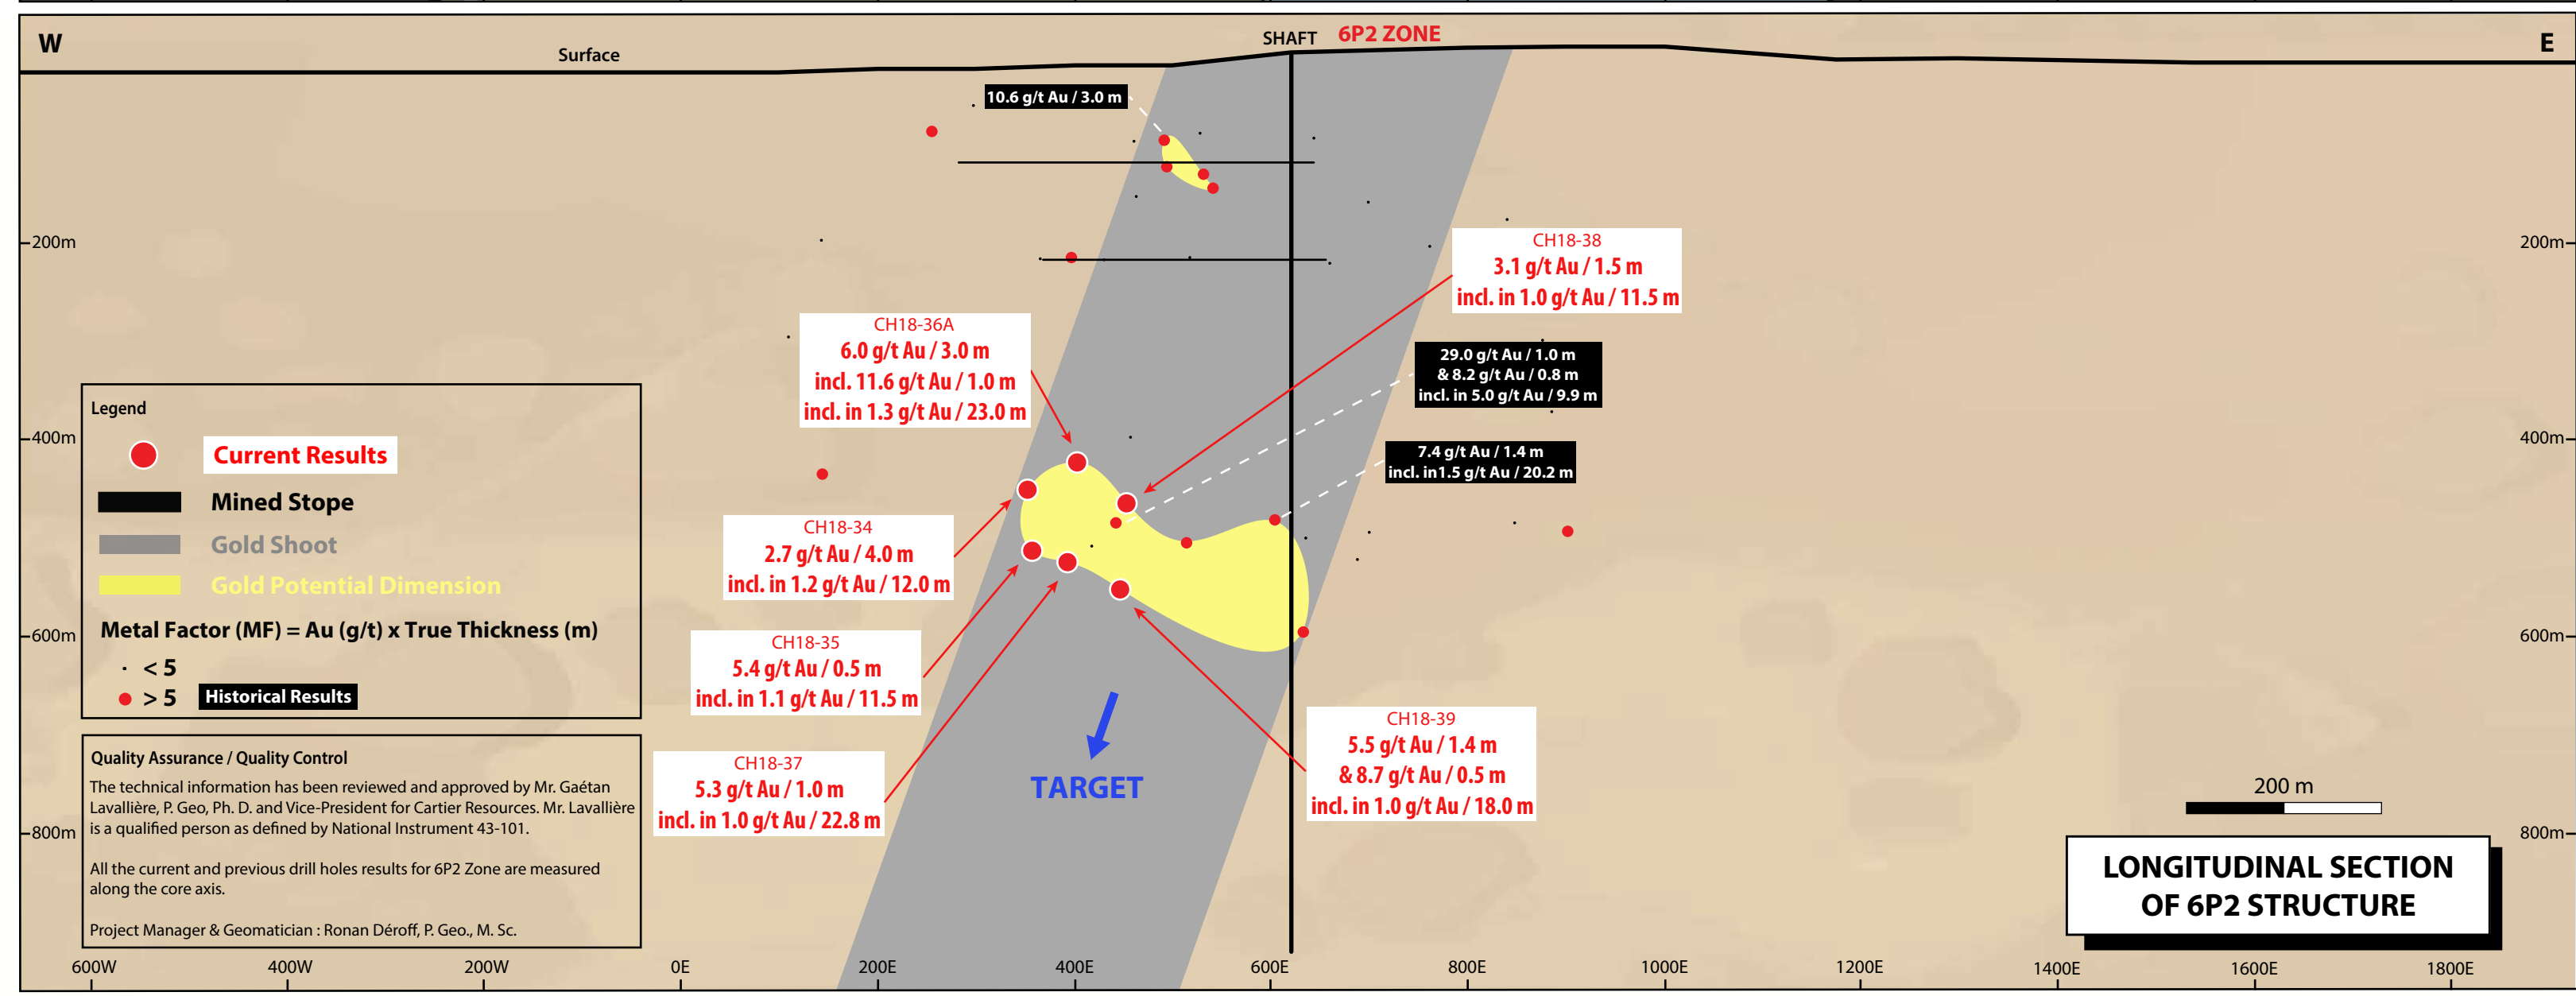 W
Surface
SHAFT
6P2 ZONE
E
10.6 g/t Au / 3.0 m
200m
200m
CH18-38
3.1 g/t Au / 1.5 m
incl. in 1.0 g/t Au / 11.5 m
CH18-36A
6.0 g/t Au / 3.0 m
incl. 11.6 g/t Au / 1.0 m
incl. in 1.3 g/t Au / 23.0 m
29.0 g/t Au / 1.0 m
& 8.2 g/t Au / 0.8 m
incl. in 5.0 g/t Au / 9.9 m
400m
400m
7.4 g/t Au / 1.4 m
incl. in1.5 g/t Au / 20.2 m
Legend
Current Results
Mined Stope
Gold Shoot
Gold Potential Dimension
Metal Factor (MF) = Au (g/t) x True Thickness (m)
< 5
> 5 Historical Results
CH18-34
2.7 g/t Au / 4.0 m
incl. in 1.2 g/t Au / 12.0 m
600m
600m
CH18-35
5.4 g/t Au / 0.5 m
incl. in 1.1 g/t Au / 11.5 m
CH18-37
5.3 g/t Au / 1.0 m
incl. in 1.0 g/t Au / 22.8 m
TARGET
CH18-39
5.5 g/t Au / 1.4 m
& 8.7 g/t Au / 0.5 m
incl. in 1.0 g/t Au / 18.0 m
Quality Assurance / Quality Control
The technical information has been reviewed and approved by Mr. Gaétan
Lavallière, P. Geo, Ph. D. and Vice-President for Cartier Resources. Mr. Lavallière
is a qualified person as defined by National Instrument 43-101.
All the current and previous drill holes results for 6P2 Zone are measured
along the core axis.
Project Manager & Geomatician : Ronan Déroff, P. Geo., M. Sc.
800m
800m
200 m
LONGITUDINAL SECTION
OF 6P2 STRUCTURE
600W
400W
200W
0E
200E
400E
600E
800E
1000E
1200E
1400E
1600E
1800E